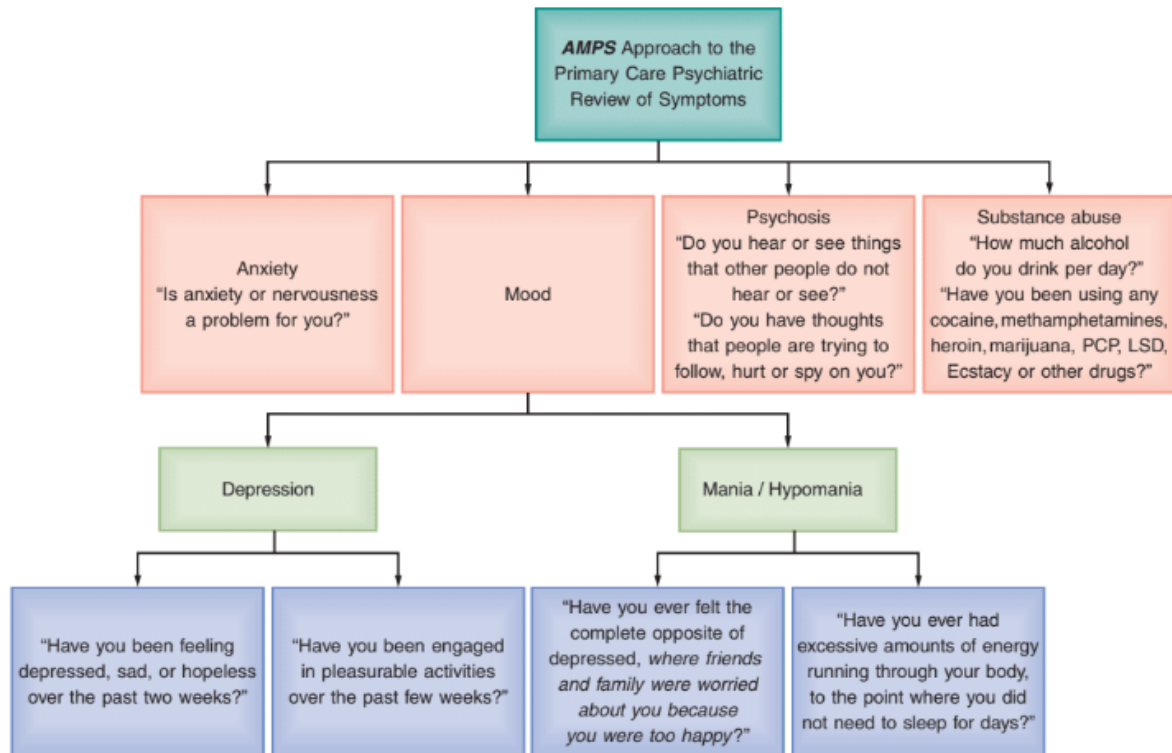 AMPS Approach to the
Primary Care Psychiatric
Review of Symptoms
Anxiety
“Is anxiety or nervousness
a problem for you?”
Mood
Psychosis
“Do you hear or see things
that other people do not
hear or see?”
“Do you have thoughts
that people are trying to
follow, hurt or spy on you?”
Substance abuse
“How much alcohol
do you drink per day?”
“Have you been using any
cocaine, methamphetamines,
heroin, marijuana, PCP, LSD,
Ecstacy or other drugs?”
Depression
Mania / Hypomania
“Have you been feeling
depressed, sad, or hopeless
over the past two weeks?”
“Have you been engaged
in pleasurable activities
over the past few weeks?”
“Have you ever felt the
complete opposite of
depressed, where friends
and family were worried
about you because
you were too happy?”
“Have you ever had
excessive amounts of energy
running through your body,
to the point where you did
not need to sleep for days?”